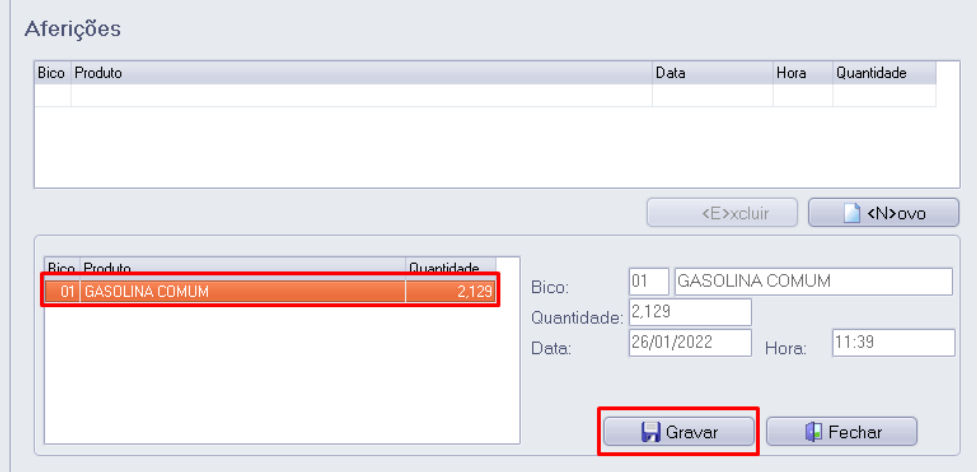 Aferições
Bico Produto Data Hora Quantidade
<E>xcluir <N>ovo
Bico Produto Quantidade
01 GASOLINA COMUM 2,129
Bico: 01 GASOLINA COMUM
Quantidade: 2,129
Data: 26/01/2022 Hora: 11:39
Gravar Fechar